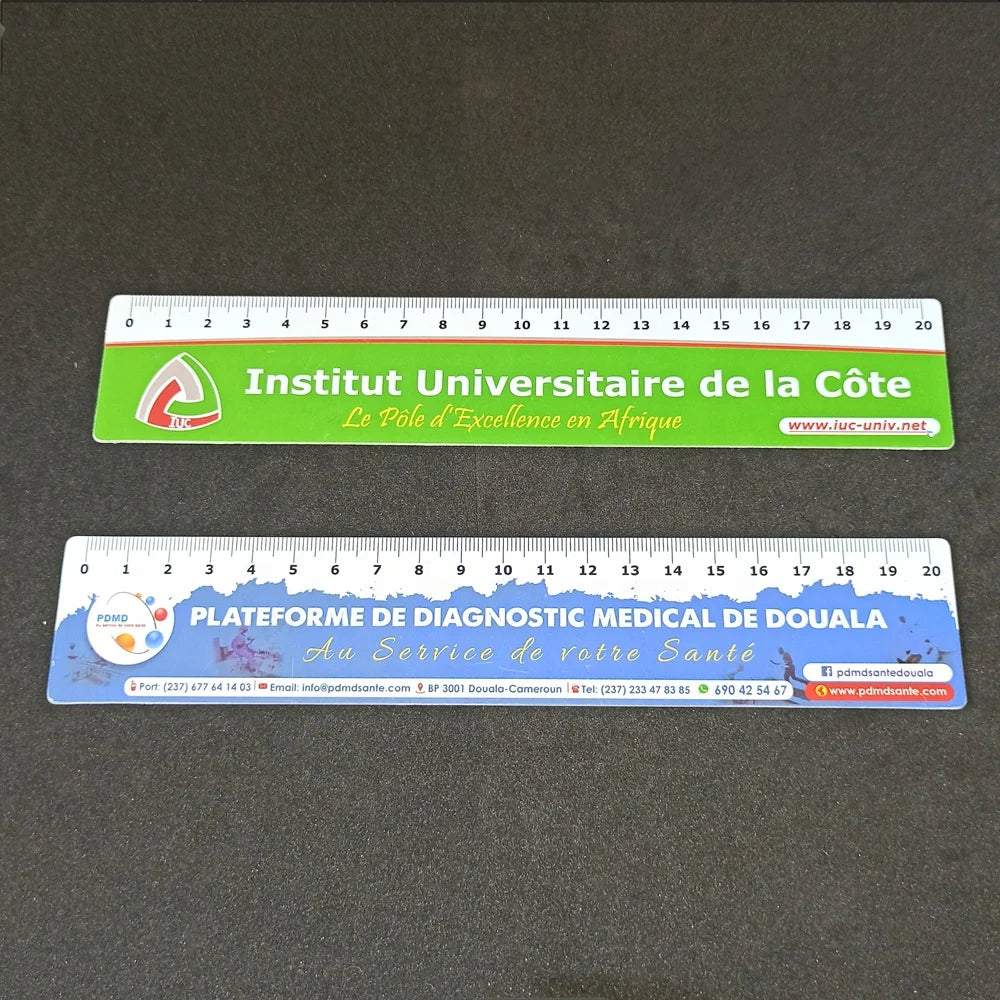 0 1 2 3 4 5 6 7 8 9 10 11 12 13 14 15 16 17 18 19 20
IUC
Institut Universitaire de la Côte
Le Pôle d'Excellence en Afrique
www.iuc-univ.net
0 1 2 3 4 5 6 7 8 9 10 11 12 13 14 15 16 17 18 19 20
PDMD
Au service de votre santé
PLATEFORME DE DIAGNOSTIC MEDICAL DE DOUALA
Au Service de votre Santé
pdmdsantedouala
Port: (237) 677 64 14 03 Email: info@pdmdsante.com BP 3001 Douala-Cameroun Tel: (237) 233 47 83 85 690 42 54 67
www.pdmdsante.com